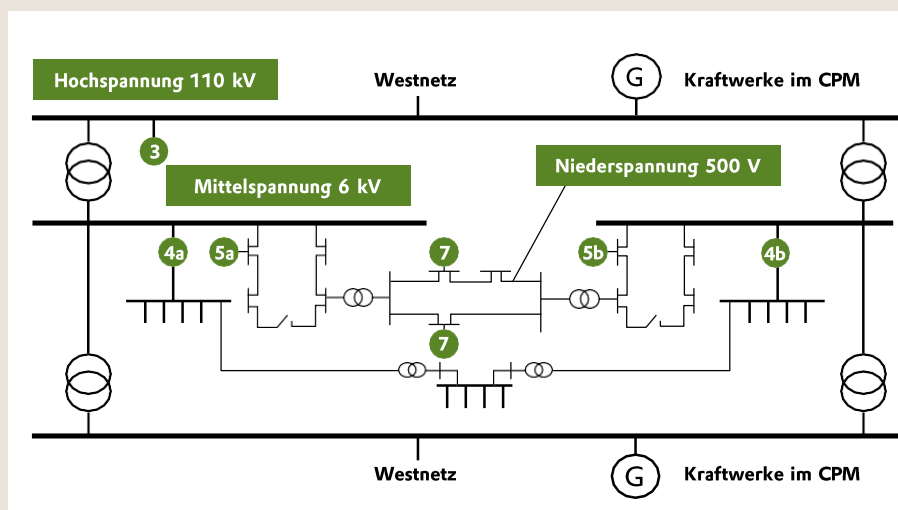 Hochspannung 110 kV
Westnetz
G
Kraftwerke im CPM
3
Mittelspannung 6 kV
Niederspannung 500 V
4a
5a
7
5b
4b
7
Westnetz
G
Kraftwerke im CPM